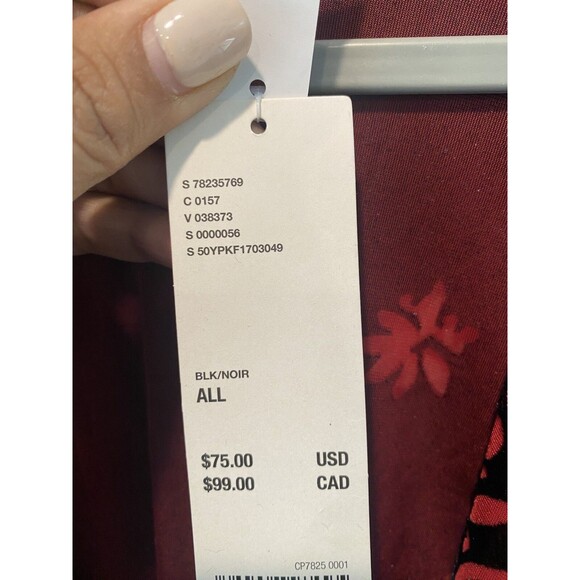 S 78235769
C 0157
V 038373
S 0000056
S 50YPKF1703049
BLK/NOIR
ALL
$75.00 USD
$99.00 CAD
CP7825 0001